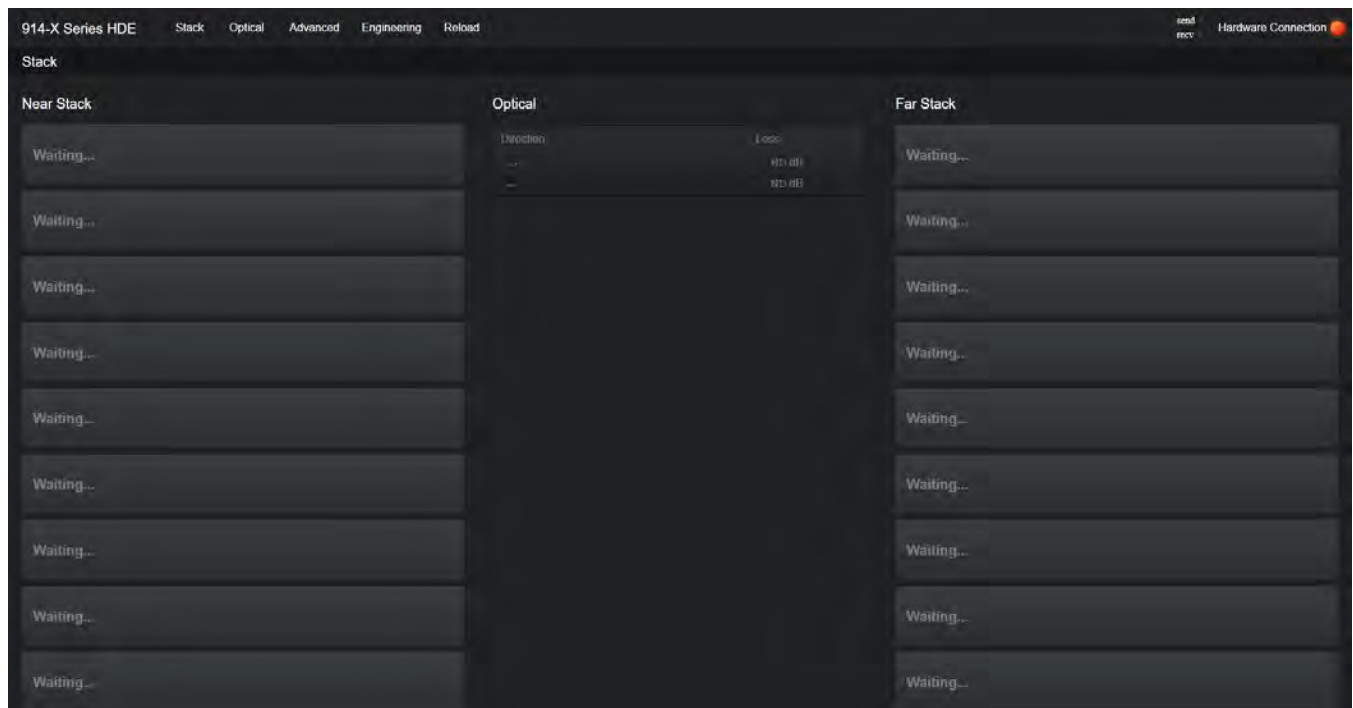 914-X Series HDE Stack Optical Advanced Engineering Reload send recv Hardware Connection
Stack
Near Stack
Waiting...
Waiting...
Waiting...
Waiting...
Waiting...
Waiting...
Waiting...
Waiting...
Waiting...
Optical
Direction Loss
... ND dB
... ND dB
Far Stack
Waiting...
Waiting...
Waiting...
Waiting...
Waiting...
Waiting...
Waiting...
Waiting...
Waiting...